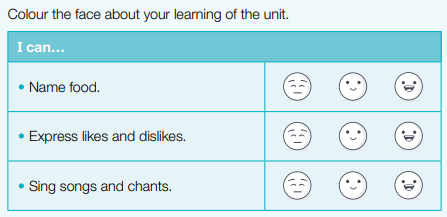 Colour the face about your learning of the unit.
I can...
• Name food.
• Express likes and dislikes.
• Sing songs and chants.